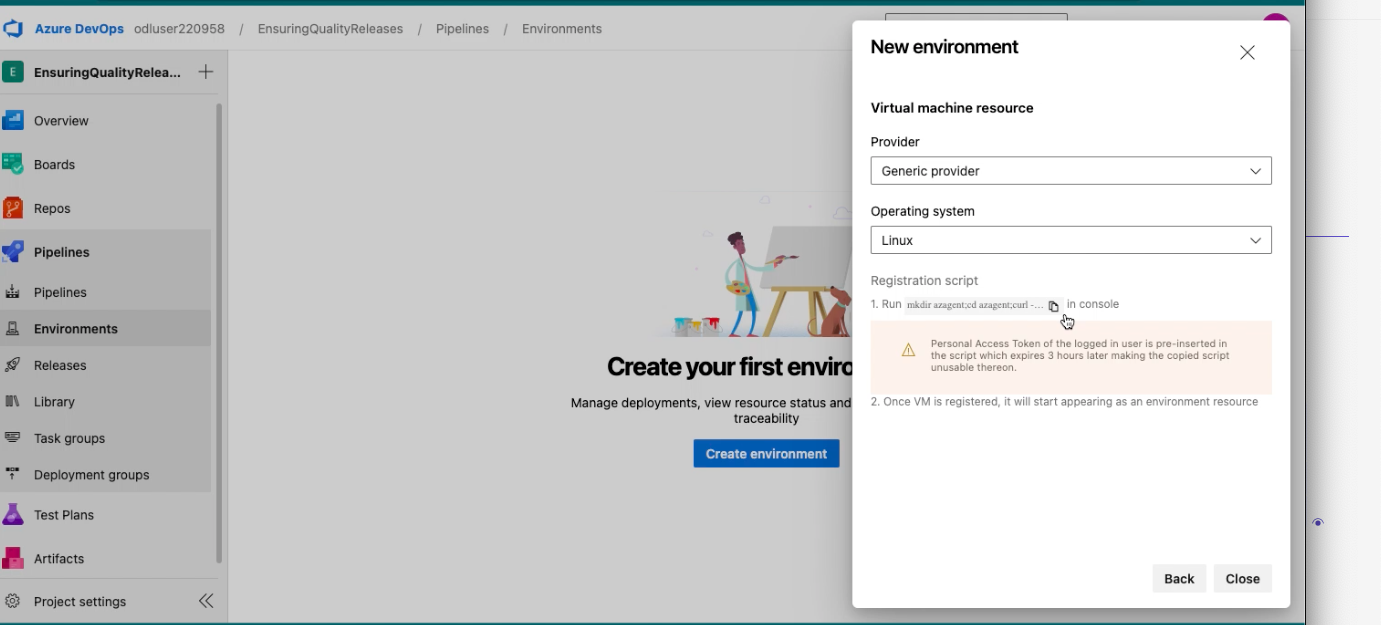 Azure DevOps odluser220958 / EnsuringQualityReleases / Pipelines / Environments
E EnsuringQualityRelea...
Overview
Boards
Repos
Pipelines
Pipelines
Environments
Releases
Library
Task groups
Deployment groups
Test Plans
Artifacts
Project settings
Create your first enviro
Manage deployments, view resource status and
traceability
Create environment
New environment
Virtual machine resource
Provider
Generic provider
Operating system
Linux
Registration script
1. Run mkdir azagent;cd azagent;curl -... in console
Personal Access Token of the logged in user is pre-inserted in
the script which expires 3 hours later making the copied script
unusable thereon.
2. Once VM is registered, it will start appearing as an environment resource
Back Close